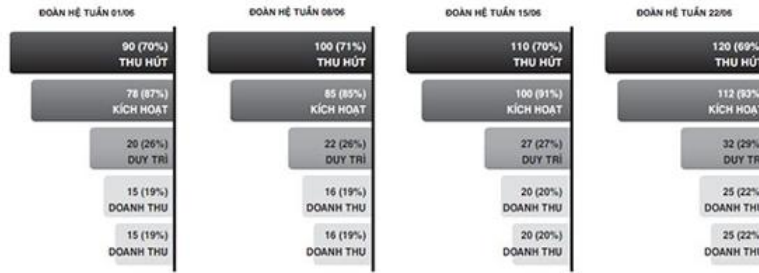 ĐOÀN HỆ TUẦN 01/06
90 (70%)
THU HÚT
78 (87%)
KÍCH HOẠT
20 (26%)
DUY TRÌ
15 (19%)
DOANH THU
15 (19%)
DOANH THU
ĐOÀN HỆ TUẦN 08/06
100 (71%)
THU HÚT
85 (85%)
KÍCH HOẠT
22 (26%)
DUY TRÌ
16 (19%)
DOANH THU
16 (19%)
DOANH THU
ĐOÀN HỆ TUẦN 15/06
110 (70%)
THU HÚT
100 (91%)
KÍCH HOẠT
27 (27%)
DUY TRÌ
20 (20%)
DOANH THU
20 (20%)
DOANH THU
ĐOÀN HỆ TUẦN 22/06
120 (69%
THU HÚT
112 (93%
KÍCH HOẠT
32 (29%
DUY TR
25 (22%
DOANH THU
25 (22%
DOANH THU